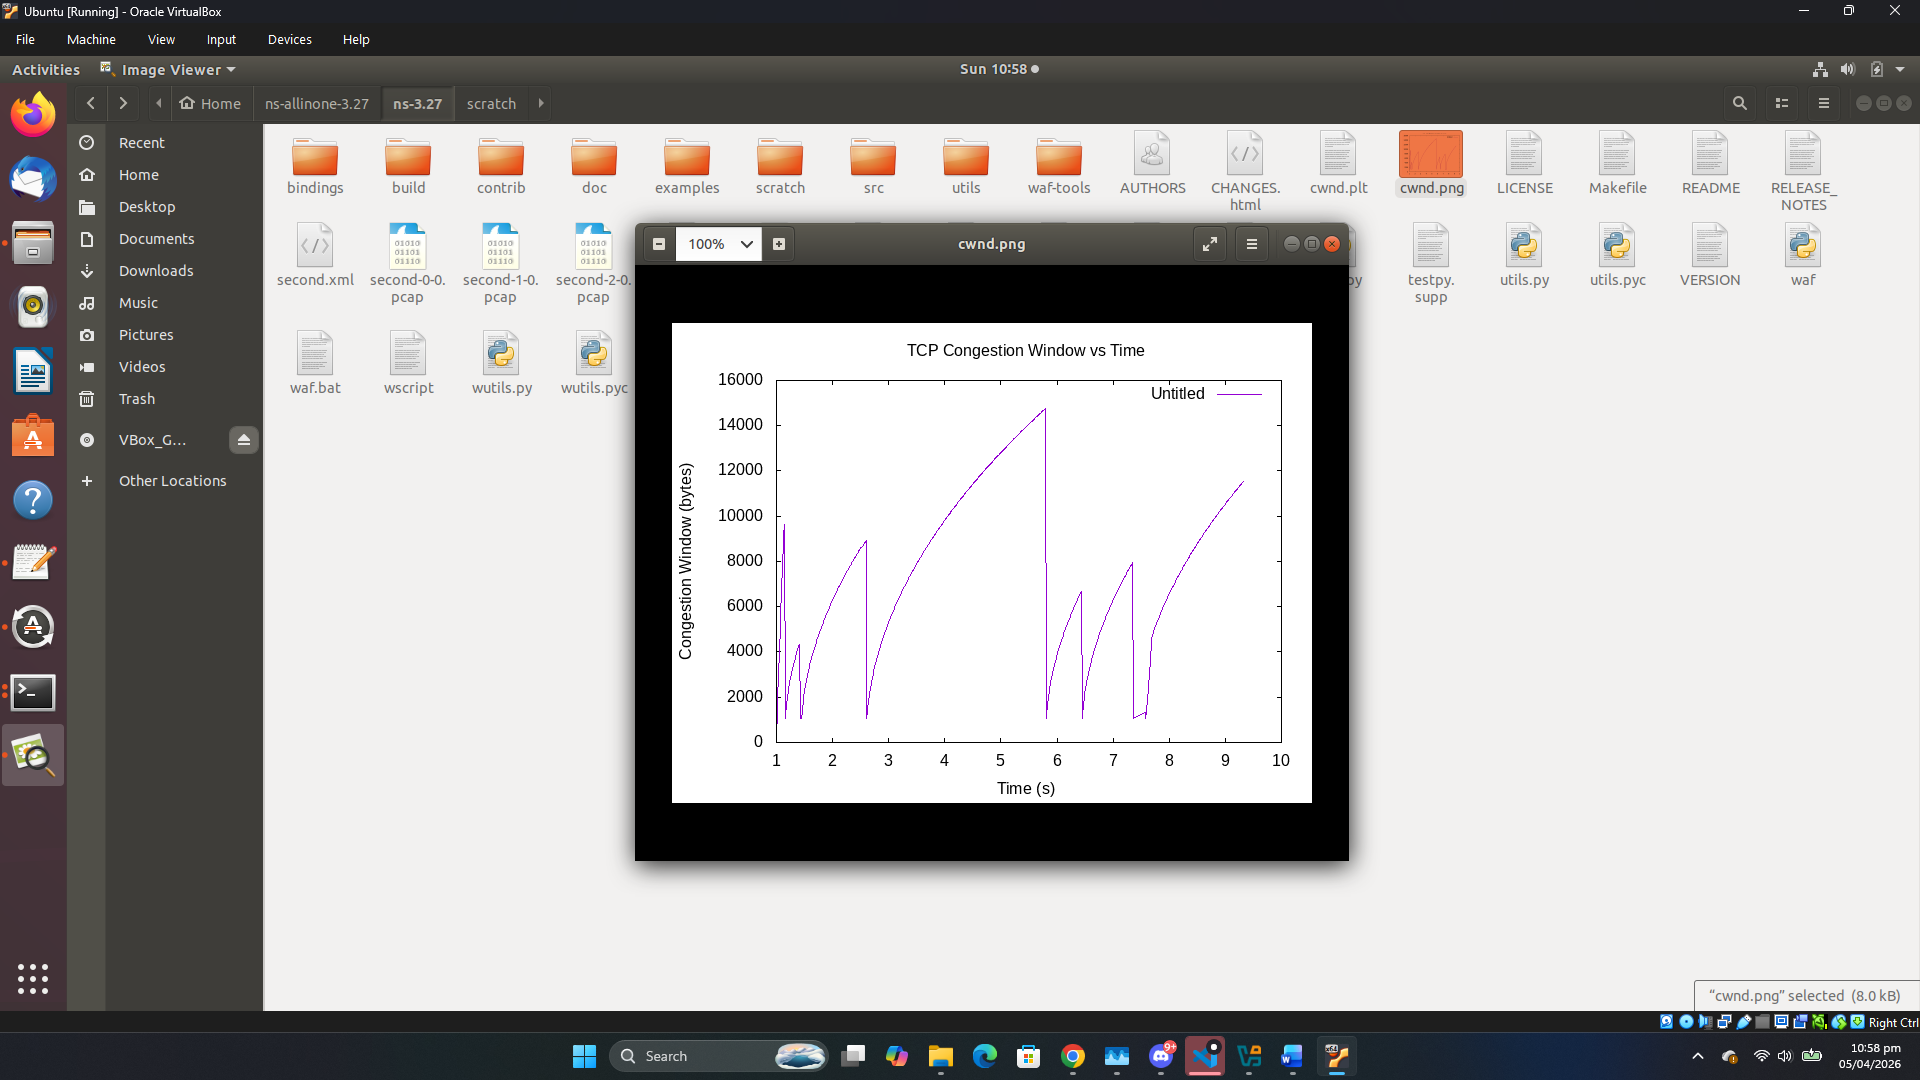 Ubuntu [Running] - Oracle VirtualBox
File Machine View Input Devices Help
Activities Image Viewer Sun 10:58
Home ns-allinone-3.27 ns-3.27 scratch
Recent
Home
Desktop
Documents
Downloads
Music
Pictures
Videos
Trash
VBox_G...
Other Locations
bindings build contrib doc examples scratch src utils waf-tools AUTHORS CHANGES. cwnd.plt cwnd.png LICENSE Makefile README RELEASE_
html NOTES
second.xml second-0-0. second-1-0. second-2-0. py testpy. utils.py utils.pyc VERSION waf
pcap pcap pcap supp
waf.bat wscript wutils.py wutils.pyc
100% cwnd.png
TCP Congestion Window vs Time
Untitled
Congestion Window (bytes)
16000
14000
12000
10000
8000
6000
4000
2000
0
1 2 3 4 5 6 7 8 9 10
Time (s)
"cwnd.png" selected (8.0 kB)
Right Ctrl
Search
9+
10:58 pm
05/04/2026